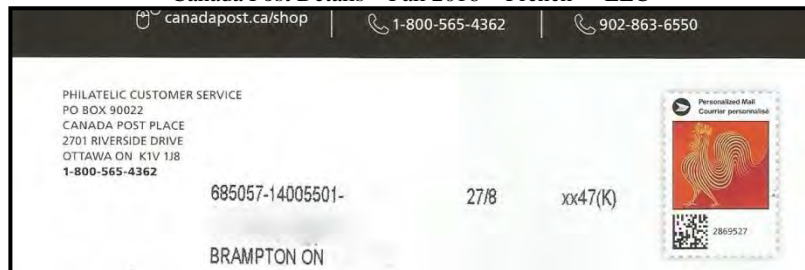 canadapost.ca/shop 1-800-565-4362 902-863-6550
PHILATELIC CUSTOMER SERVICE
PO BOX 90022
CANADA POST PLACE
2701 RIVERSIDE DRIVE
OTTAWA ON K1V 1J8
1-800-565-4362
Personalized Mail
Courrier personnalisé
685057-14005501- 27/8 xx47(K)
2869527
BRAMPTON ON